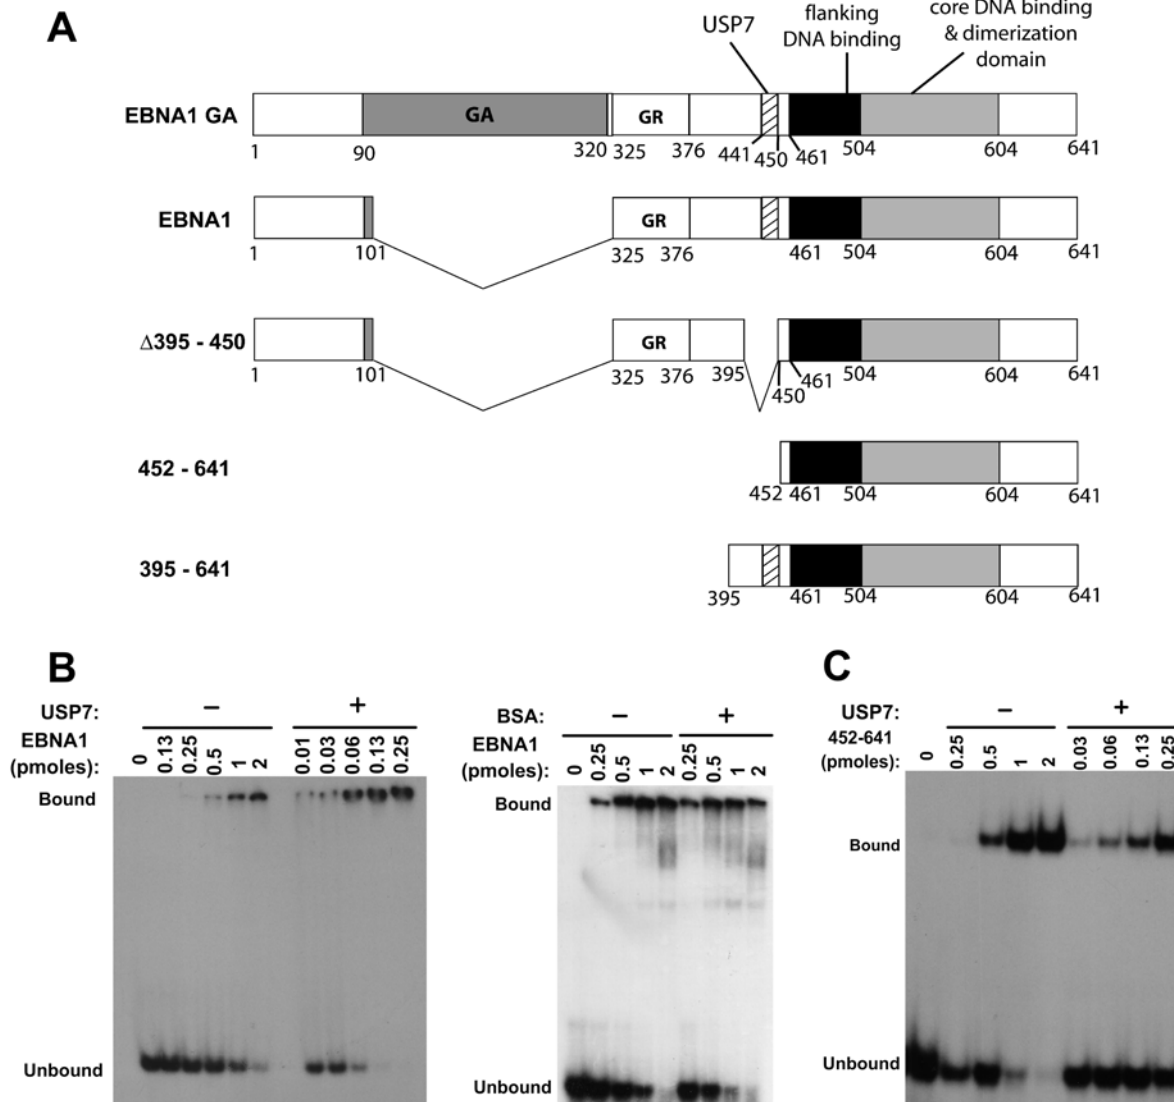 A
USP7
flanking
DNA binding
core DNA binding
& dimerization
domain
EBNA1 GA
GA
GR
1
90
320
325
376
441
450
461
504
604
641
EBNA1
GR
1
101
325
376
461
504
604
641
Δ395 - 450
GR
1
101
325
376
395
450
461
504
604
641
452 - 641
452
461
504
604
641
395 - 641
395
461
504
604
641
B
USP7: − +
EBNA1
(pmoles): 0 0.13 0.25 0.5 1 2 0.01 0.03 0.06 0.13 0.25
Bound
Unbound
BSA: − +
EBNA1
(pmoles): 0 0.25 0.5 1 2 0.25 0.5 1 2
Bound
Unbound
C
USP7: − +
452-641
(pmoles): 0 0.25 0.5 1 2 0.03 0.06 0.13 0.25
Bound
Unbound